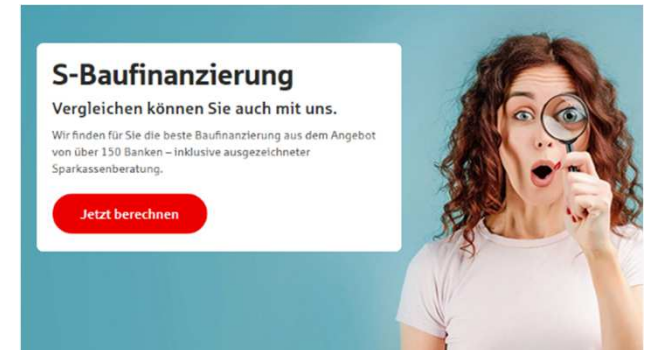 S-Baufinanzierung
Vergleichen können Sie auch mit uns.
Wir finden für Sie die beste Baufinanzierung aus dem Angebot
von über 150 Banken – inklusive ausgezeichneter
Sparkassenberatung.
Jetzt berechnen